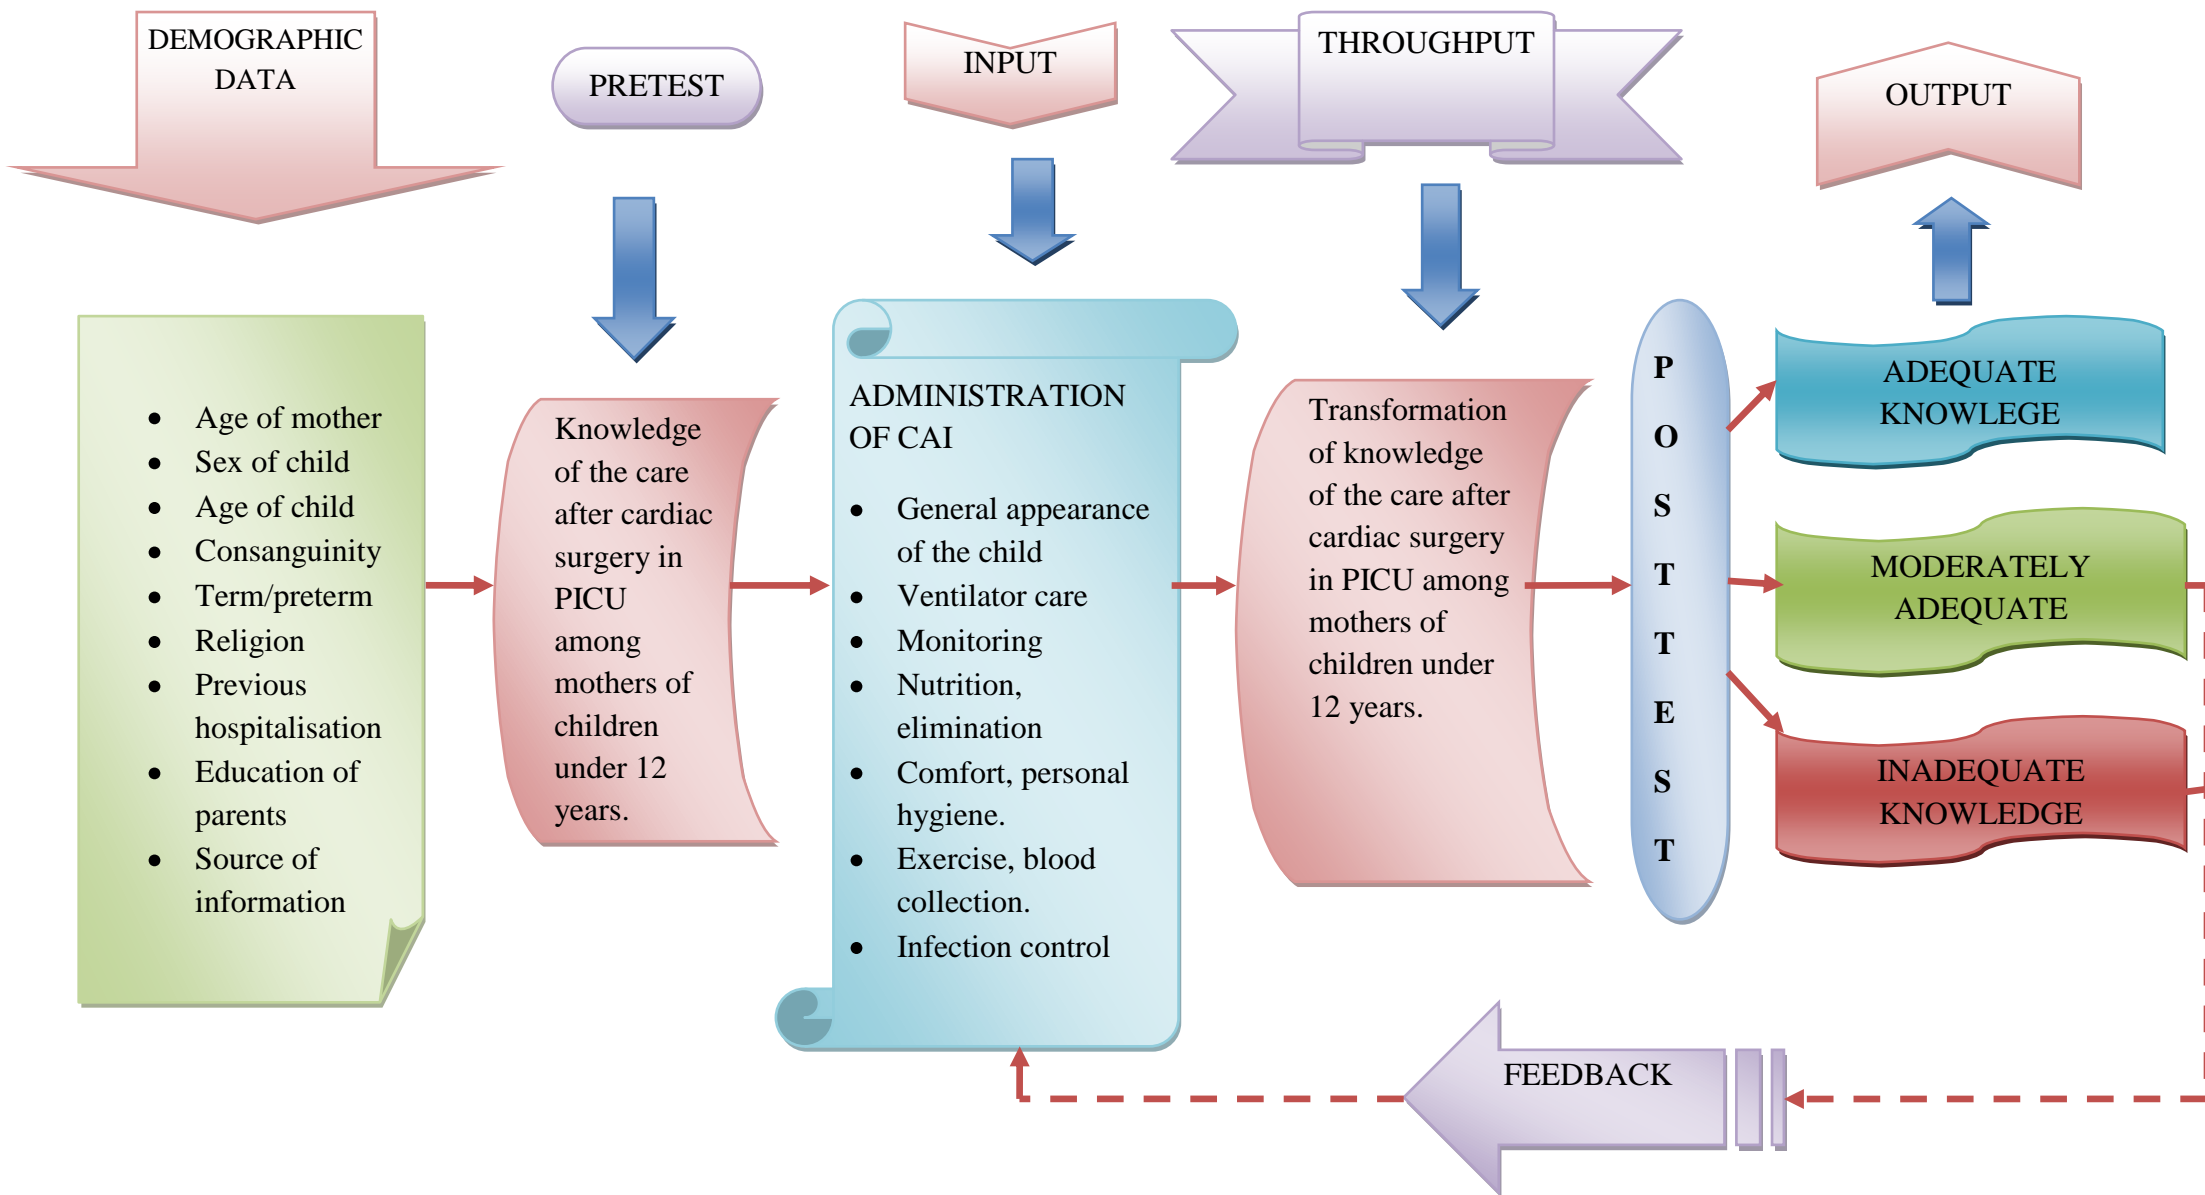 DEMOGRAPHIC
DATA
PRETEST
INPUT
THROUGHPUT
OUTPUT
• Age of mother
• Sex of child
• Age of child
• Consanguinity
• Term/preterm
• Religion
• Previous
hospitalisation
• Education of
parents
• Source of
information
Knowledge
of the care
after cardiac
surgery in
PICU
among
mothers of
children
under 12
years.
ADMINISTRATION
OF CAI
• General appearance
of the child
• Ventilator care
• Monitoring
• Nutrition,
elimination
• Comfort, personal
hygiene.
• Exercise, blood
collection.
• Infection control
Transformation
of knowledge
of the care after
cardiac surgery
in PICU among
mothers of
children under
12 years.
P
O
S
T
T
E
S
T
ADEQUATE
KNOWLEGE
MODERATELY
ADEQUATE
INADEQUATE
KNOWLEDGE
FEEDBACK